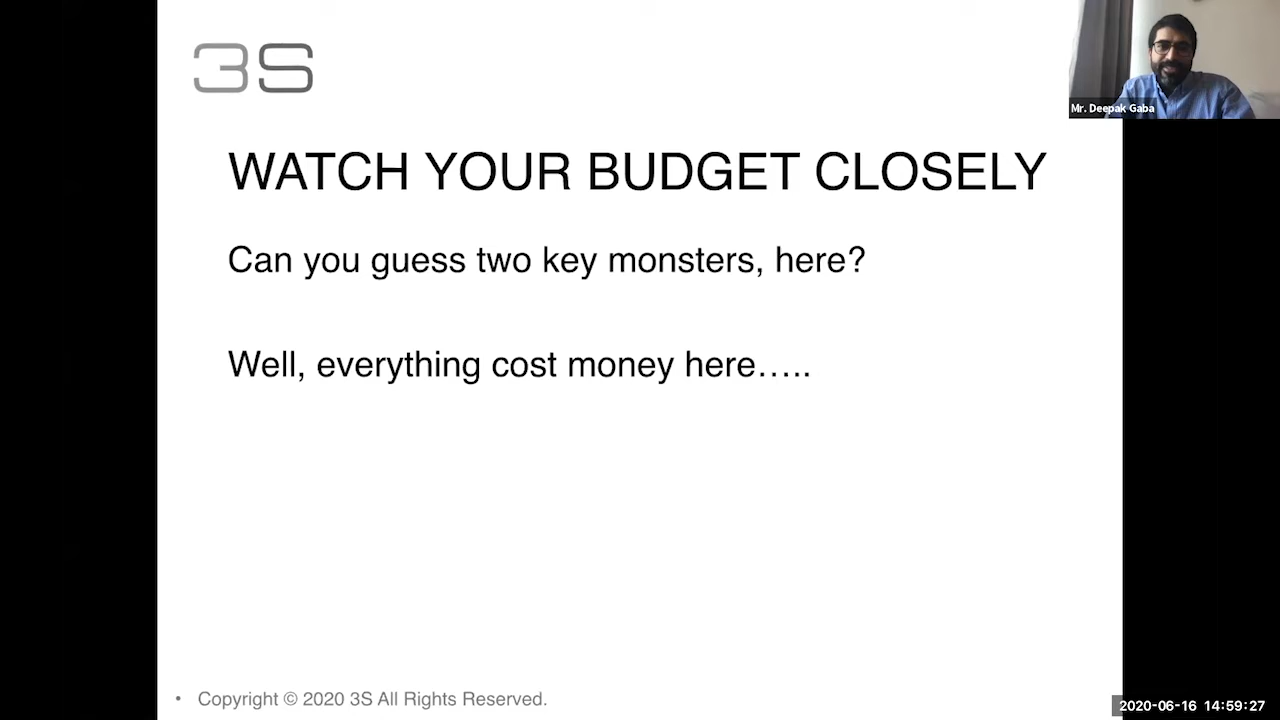 3S
Mr. Deepak Gaba
WATCH YOUR BUDGET CLOSELY
Can you guess two key monsters, here?
Well, everything cost money here…..
• Copyright © 2020 3S All Rights Reserved.
2020-06-16 14:59:27